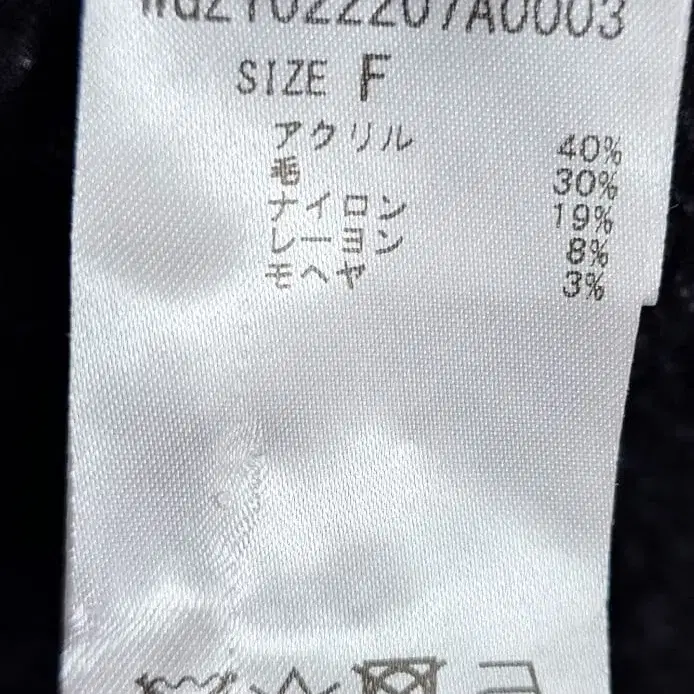 SIZE F
アクリル 40%
毛 30%
ナイロン 19%
レーヨン 8%
モヘヤ 3%